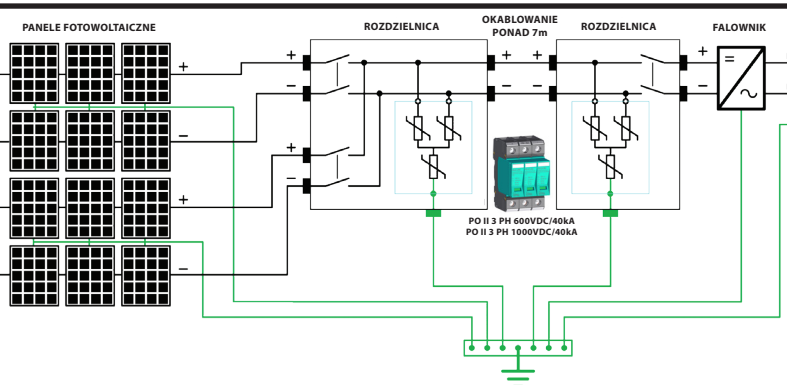 PANELE FOTOWOLTAICZNE
ROZDZIELNICA
OKABLOWANIE
PONAD 7m
ROZDZIELNICA
FALOWNIK
+
−
+
−
+
−
+
−
+ +
− −
+
−
=
~
PO II 3 PH 600VDC/40kA
PO II 3 PH 1000VDC/40kA